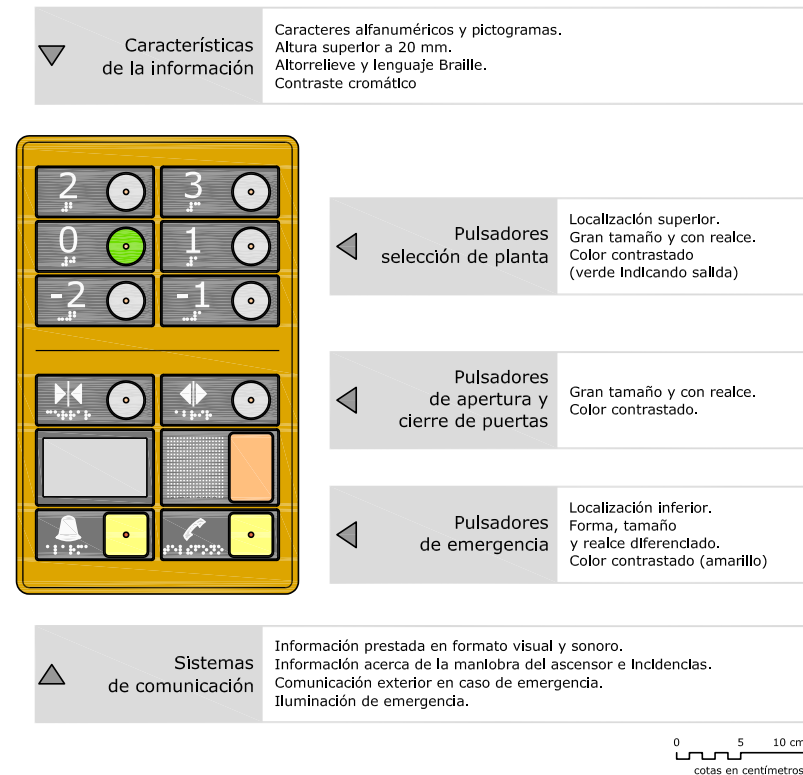 Características
de la información
Caracteres alfanuméricos y pictogramas.
Altura superior a 20 mm.
Altorrelieve y lenguaje Braille.
Contraste cromático
2
3
0
1
-2
-1
Pulsadores
selección de planta
Localización superior.
Gran tamaño y con realce.
Color contrastado
(verde indicando salida)
Pulsadores
de apertura y
cierre de puertas
Gran tamaño y con realce.
Color contrastado.
Pulsadores
de emergencia
Localización inferior.
Forma, tamaño
y realce diferenciado.
Color contrastado (amarillo)
Sistemas
de comunicación
Información prestada en formato visual y sonoro.
Información acerca de la maniobra del ascensor e incidencias.
Comunicación exterior en caso de emergencia.
Iluminación de emergencia.
0 5 10 cm
cotas en centímetros